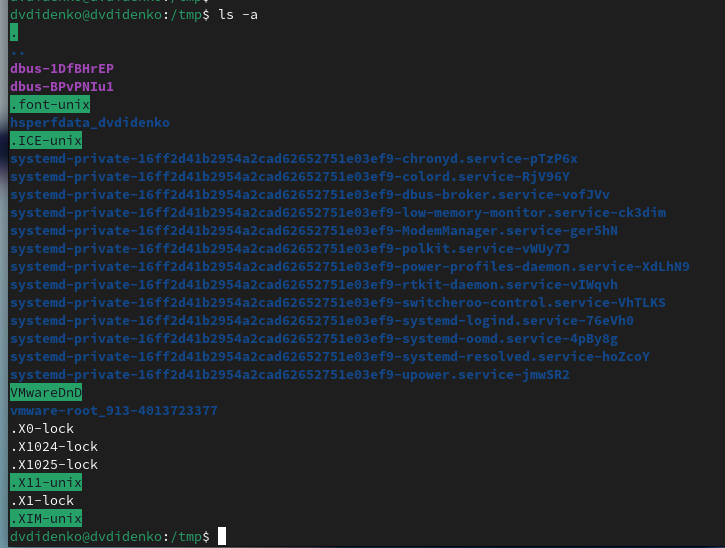 dvdidenko@dvdidenko:/tmp$ ls -a
.
..
dbus-1DfBHrEP
dbus-BPvPNIu1
.font-unix
hsperfdata_dvdidenko
.ICE-unix
systemd-private-16ff2d41b2954a2cad62652751e03ef9-chronyd.service-pTzP6x
systemd-private-16ff2d41b2954a2cad62652751e03ef9-colord.service-RjV96Y
systemd-private-16ff2d41b2954a2cad62652751e03ef9-dbus-broker.service-vofJVv
systemd-private-16ff2d41b2954a2cad62652751e03ef9-low-memory-monitor.service-ck3dim
systemd-private-16ff2d41b2954a2cad62652751e03ef9-ModemManager.service-ger5hN
systemd-private-16ff2d41b2954a2cad62652751e03ef9-polkit.service-vWUy7J
systemd-private-16ff2d41b2954a2cad62652751e03ef9-power-profiles-daemon.service-XdLhN9
systemd-private-16ff2d41b2954a2cad62652751e03ef9-rtkit-daemon.service-vIWqvh
systemd-private-16ff2d41b2954a2cad62652751e03ef9-switcheroo-control.service-VhTLKS
systemd-private-16ff2d41b2954a2cad62652751e03ef9-systemd-logind.service-76eVh0
systemd-private-16ff2d41b2954a2cad62652751e03ef9-systemd-oomd.service-4pBy8g
systemd-private-16ff2d41b2954a2cad62652751e03ef9-systemd-resolved.service-hoZcoY
systemd-private-16ff2d41b2954a2cad62652751e03ef9-upower.service-jmwSR2
VMwareDnD
vmware-root_913-4013723377
.X0-lock
.X1024-lock
.X1025-lock
.X11-unix
.X1-lock
.XIM-unix
dvdidenko@dvdidenko:/tmp$